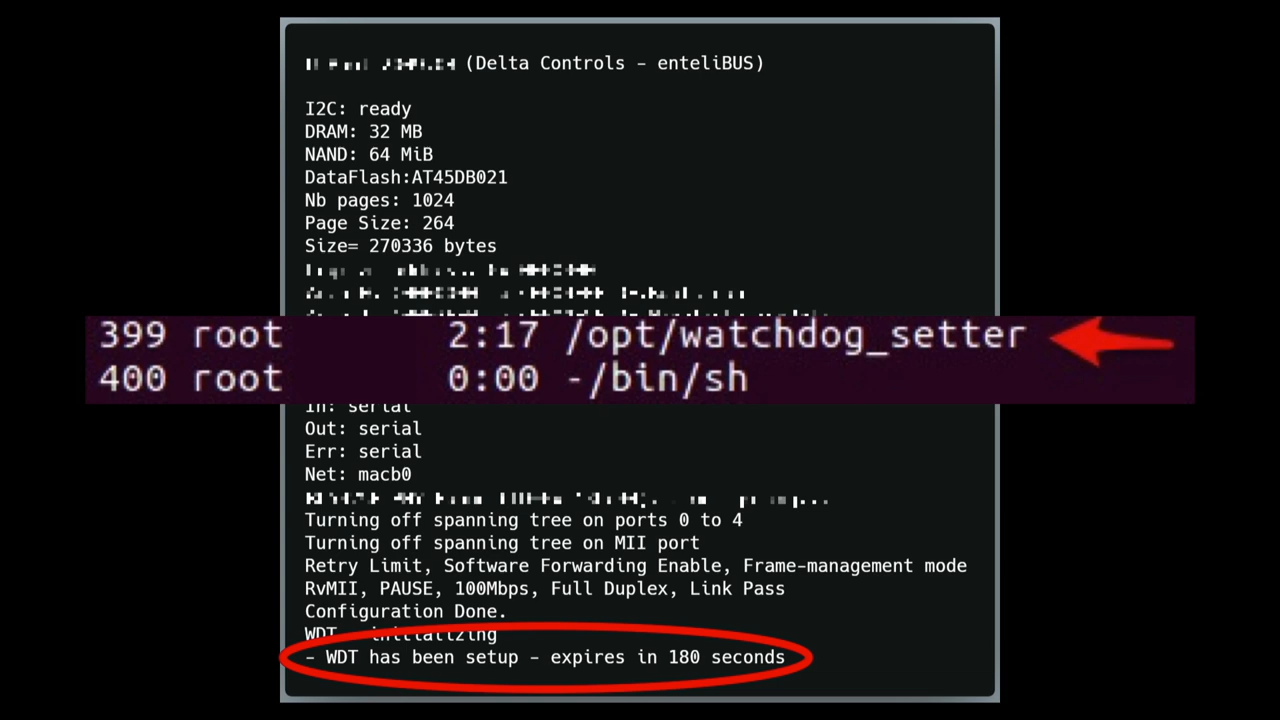 (Delta Controls - enteliBUS)
I2C: ready
DRAM: 32 MB
NAND: 64 MiB
DataFlash:AT45DB021
Nb pages: 1024
Page Size: 264
Size= 270336 bytes
399 root 2:17 /opt/watchdog_setter
400 root 0:00 -/bin/sh
In: serial
Out: serial
Err: serial
Net: macb0
Turning off spanning tree on ports 0 to 4
Turning off spanning tree on MII port
Retry Limit, Software Forwarding Enable, Frame-management mode
RvMII, PAUSE, 100Mbps, Full Duplex, Link Pass
Configuration Done.
WDT initializing
- WDT has been setup - expires in 180 seconds